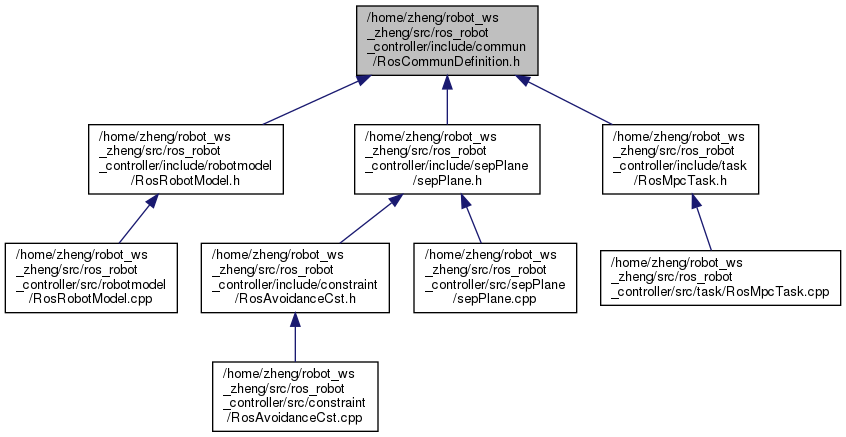 /home/zheng/robot_ws
_zheng/src/ros_robot
_controller/include/commun
/RosCommunDefinition.h
/home/zheng/robot_ws
_zheng/src/ros_robot
_controller/include/robotmodel
/RosRobotModel.h
/home/zheng/robot_ws
_zheng/src/ros_robot
_controller/include/sepPlane
/sepPlane.h
/home/zheng/robot_ws
_zheng/src/ros_robot
_controller/include/task
/RosMpcTask.h
/home/zheng/robot_ws
_zheng/src/ros_robot
_controller/src/robotmodel
/RosRobotModel.cpp
/home/zheng/robot_ws
_zheng/src/ros_robot
_controller/include/constraint
/RosAvoidanceCst.h
/home/zheng/robot_ws
_zheng/src/ros_robot
_controller/src/sepPlane
/sepPlane.cpp
/home/zheng/robot_ws
_zheng/src/ros_robot
_controller/src/task/RosMpcTask.cpp
/home/zheng/robot_ws
_zheng/src/ros_robot
_controller/src/constraint
/RosAvoidanceCst.cpp